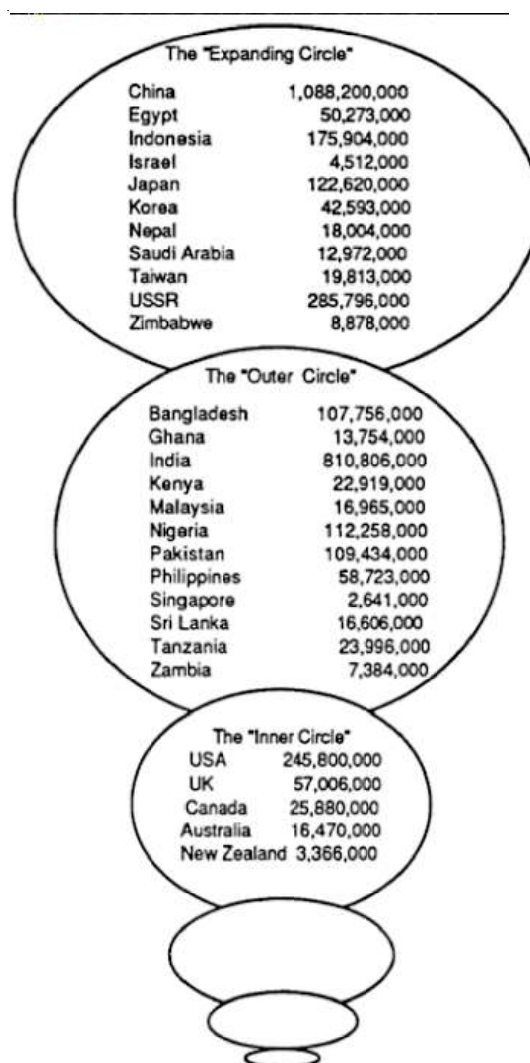 The "Expanding Circle"
China 1,088,200,000
Egypt 50,273,000
Indonesia 175,904,000
Israel 4,512,000
Japan 122,620,000
Korea 42,593,000
Nepal 18,004,000
Saudi Arabia 12,972,000
Taiwan 19,813,000
USSR 285,796,000
Zimbabwe 8,878,000
The "Outer Circle"
Bangladesh 107,756,000
Ghana 13,754,000
India 810,806,000
Kenya 22,919,000
Malaysia 16,965,000
Nigeria 112,258,000
Pakistan 109,434,000
Philippines 58,723,000
Singapore 2,641,000
Sri Lanka 16,606,000
Tanzania 23,996,000
Zambia 7,384,000
The "Inner Circle"
USA 245,800,000
UK 57,006,000
Canada 25,880,000
Australia 16,470,000
New Zealand 3,366,000